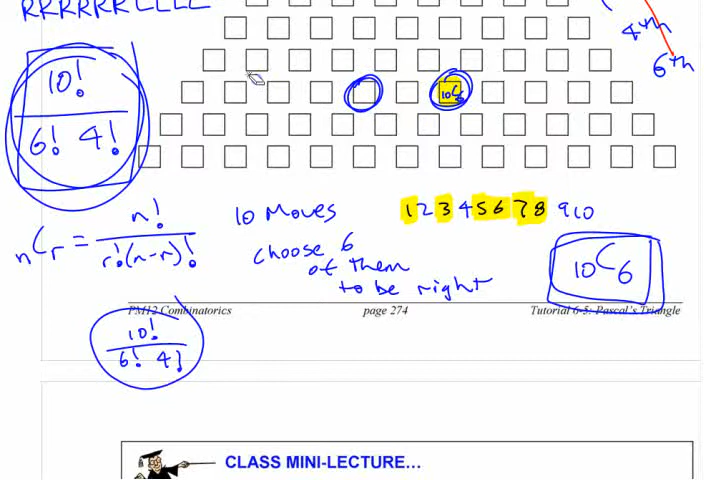 RRRRRRLLLL
4th
6th
10!
6! 4!
10C6
nCr = n!
r!(n-r)!
10 Moves
1 2 3 4 5 6 7 8 9 10
choose 6
of them
to be right
10C6
PM12 Combinatorics page 274 Tutorial 6-5: Pascal's Triangle
10!
6! 4!
CLASS MINI-LECTURE...